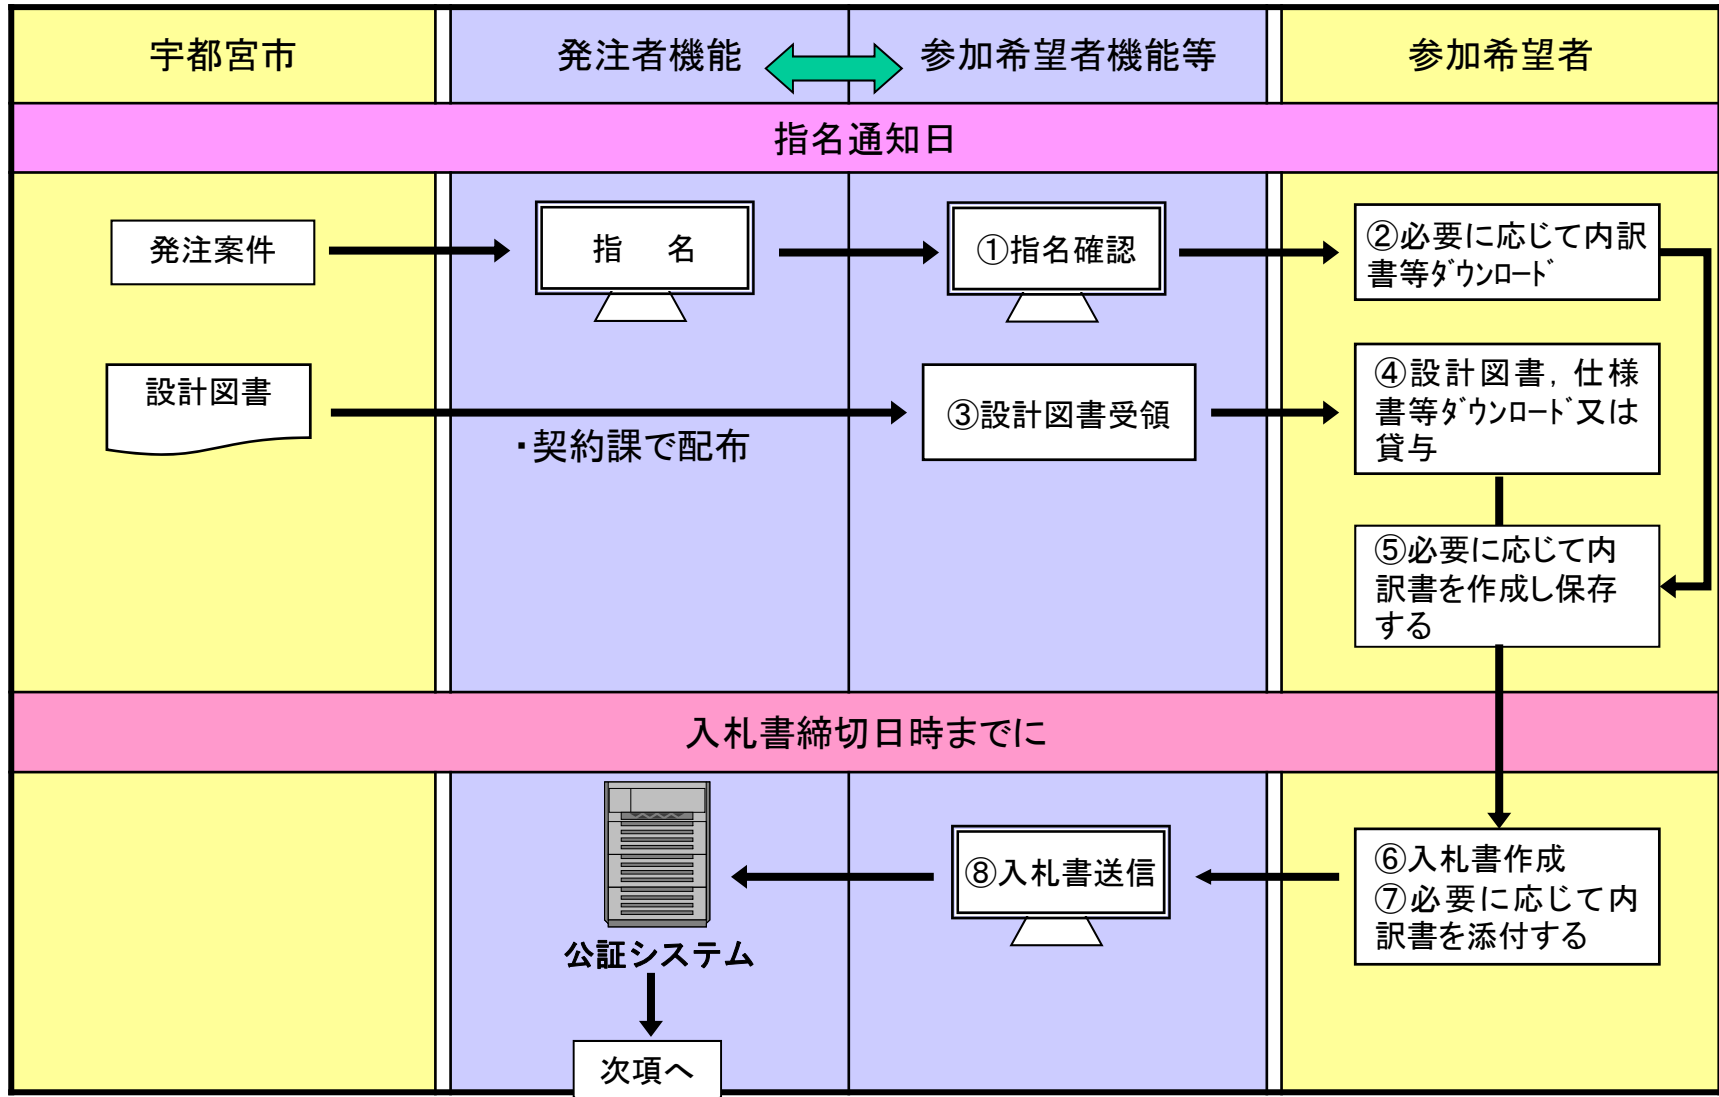 宇都宮市
発注者機能
参加希望者機能等
参加希望者
指名通知日
発注案件
指　名
①指名確認
②必要に応じて内訳
書等ﾀﾞｳﾝﾛｰﾄﾞ
設計図書
・契約課で配布
③設計図書受領
④設計図書，仕様
書等ﾀﾞｳﾝﾛｰﾄﾞ又は
貸与
⑤必要に応じて内
訳書を作成し保存
する
入札書締切日時までに
公証システム
⑧入札書送信
⑥入札書作成
⑦必要に応じて内
訳書を添付する
次項へ